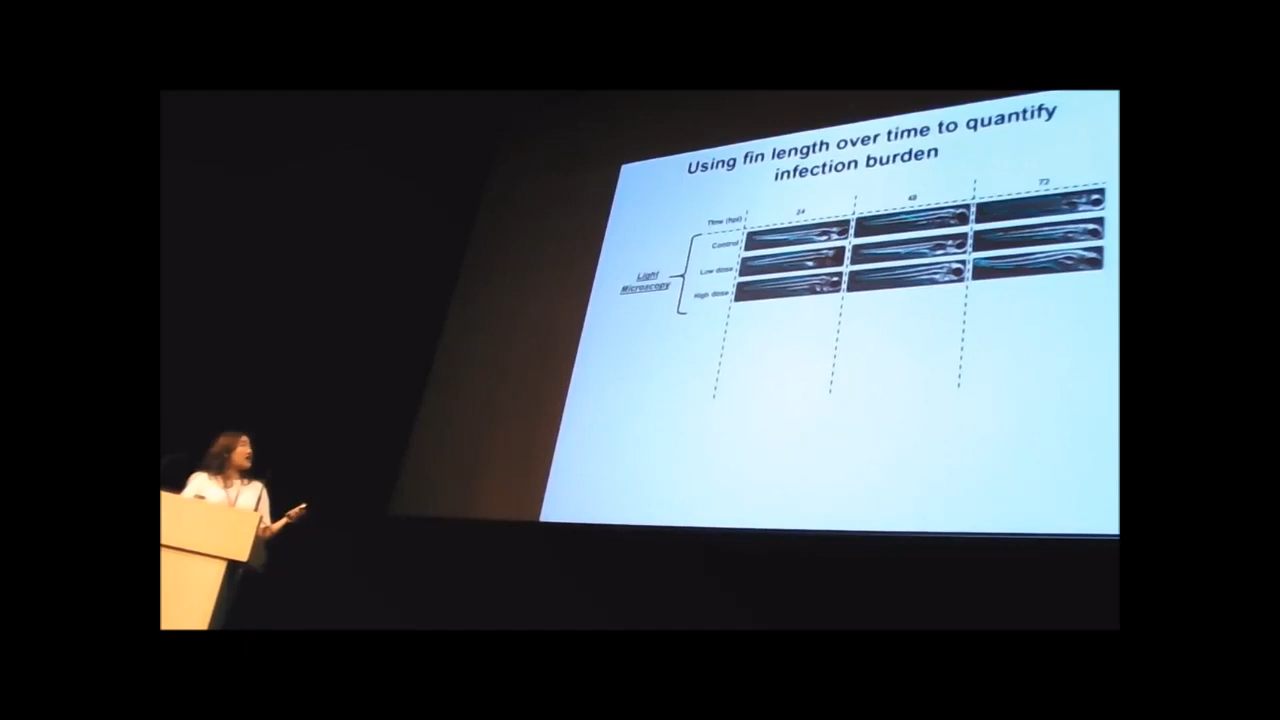 Using fin length over time to quantify
infection burden
Time (hpi)
24
48
72
Control
Light
Microscopy
Low dose
High dose